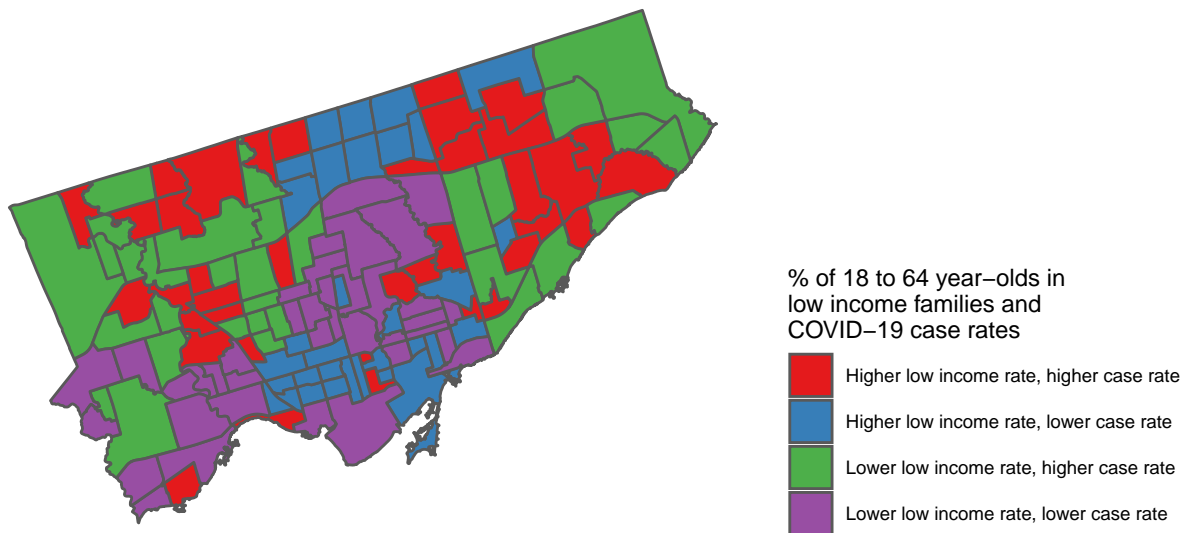 % of 18 to 64 year−olds in
low income families and
COVID−19 case rates
Higher low income rate, higher case rate
Higher low income rate, lower case rate
Lower low income rate, higher case rate
Lower low income rate, lower case rate